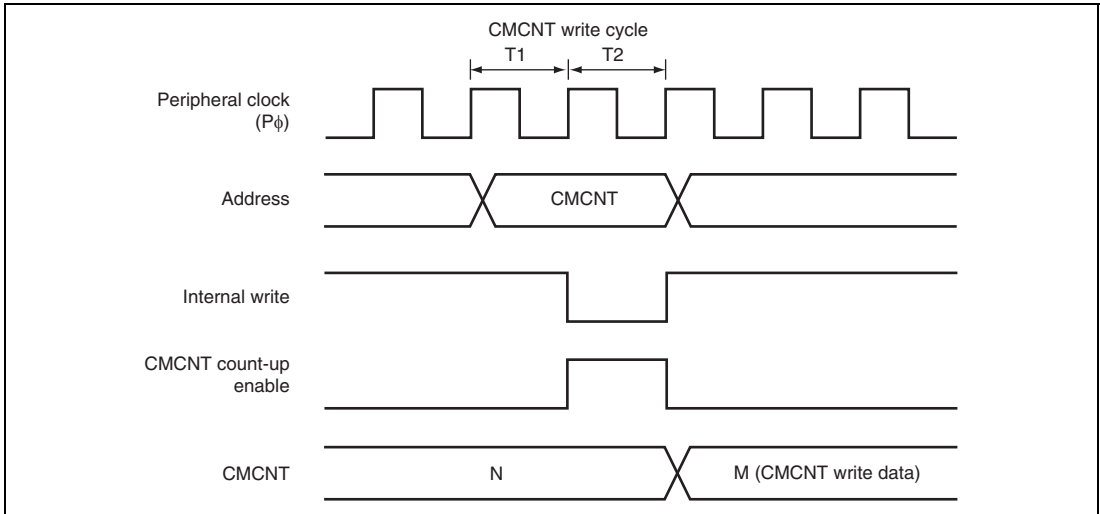 CMCNT write cycle
T1 T2
Peripheral clock
(Pϕ)
Address CMCNT
Internal write
CMCNT count-up
enable
CMCNT N M (CMCNT write data)